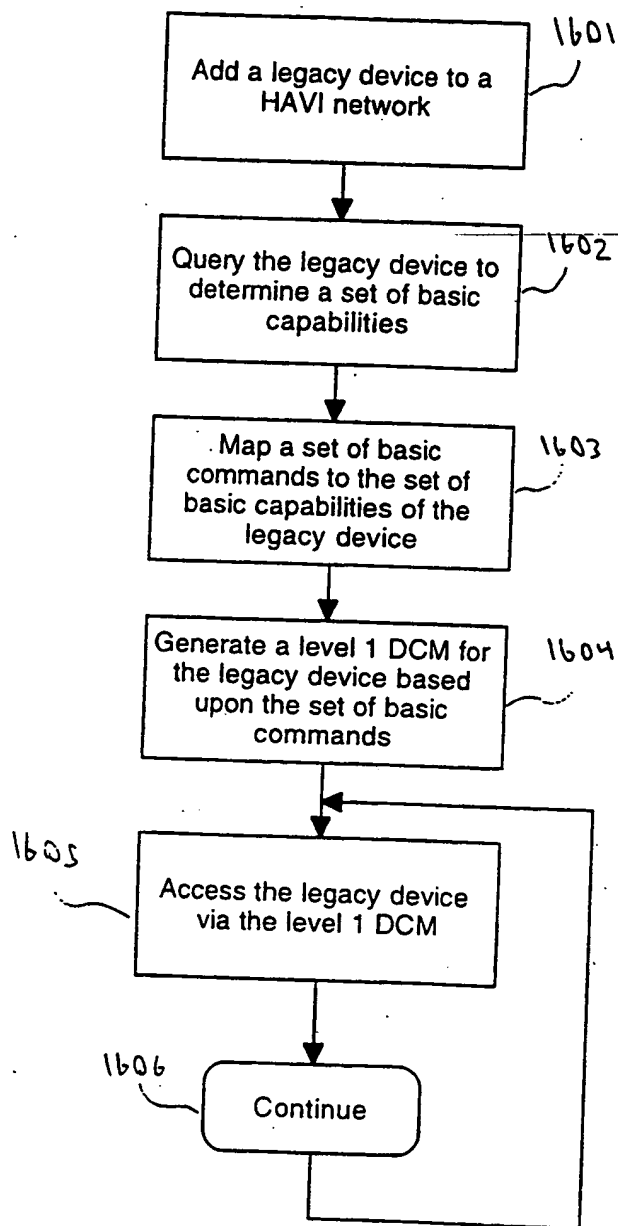 1601
Add a legacy device to a
HAVI network
1602
Query the legacy device to
determine a set of basic
capabilities
1603
Map a set of basic
commands to the set of
basic capabilities of the
legacy device
1604
Generate a level 1 DCM for
the legacy device based
upon the set of basic
commands
1605
Access the legacy device
via the level 1 DCM
1606
Continue